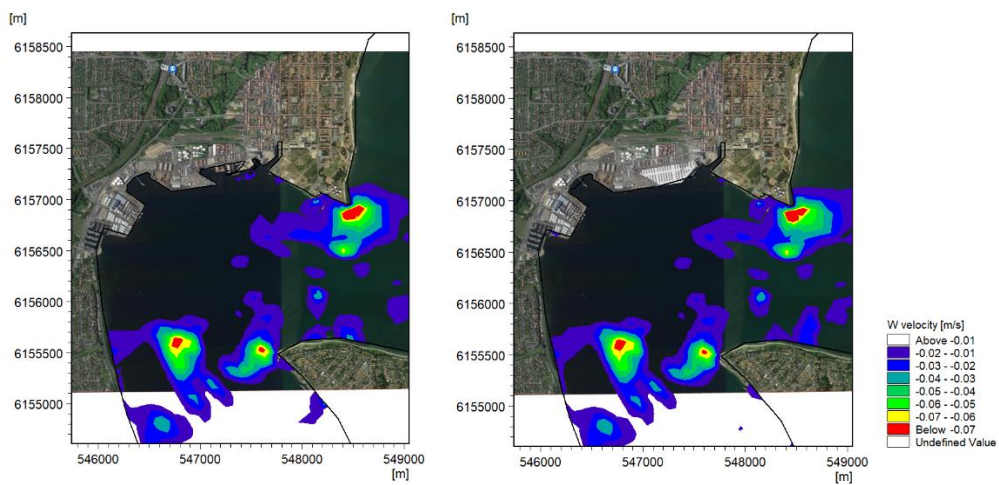 [m]
6158500
6158000
6157500
6157000
6156500
6156000
6155500
6155000
546000
547000
548000
549000
[m]
[m]
6158500
6158000
6157500
6157000
6156500
6156000
6155500
6155000
546000
547000
548000
549000
[m]
W velocity [m/s]
Above -0.01
-0.02 - -0.01
-0.03 - -0.02
-0.04 - -0.03
-0.05 - -0.04
-0.06 - -0.05
-0.07 - -0.06
Below -0.07
Undefined Value